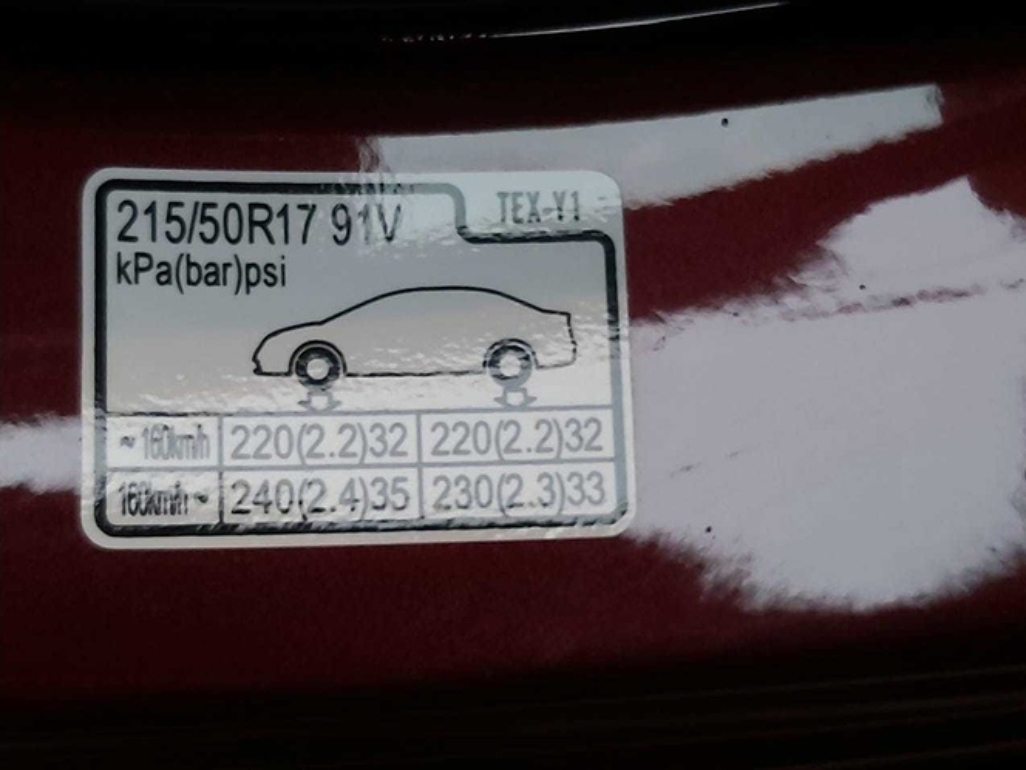 215/50R17 91V
TEX-Y1
kPa(bar)psi
~ 160km/h 220(2.2)32 220(2.2)32
160km/h ~ 240(2.4)35 230(2.3)33